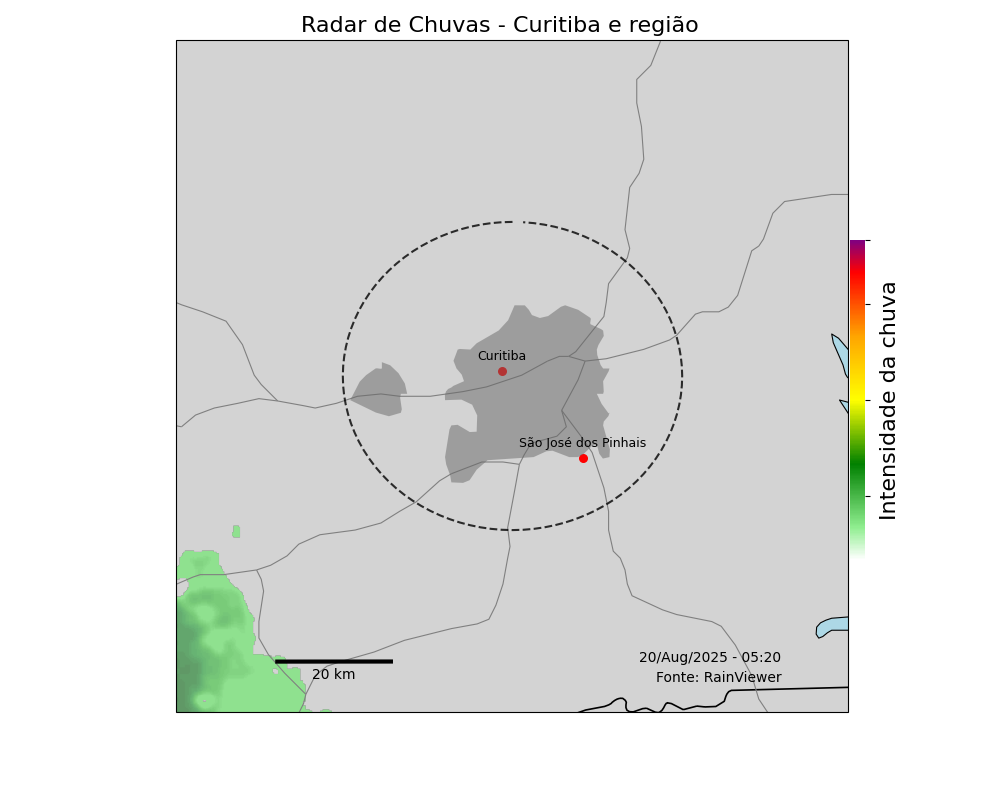 Radar de Chuvas - Curitiba e região
Curitiba
São José dos Pinhais
Intensidade da chuva
20/Aug/2025 - 05:20
20 km
Fonte: RainViewer